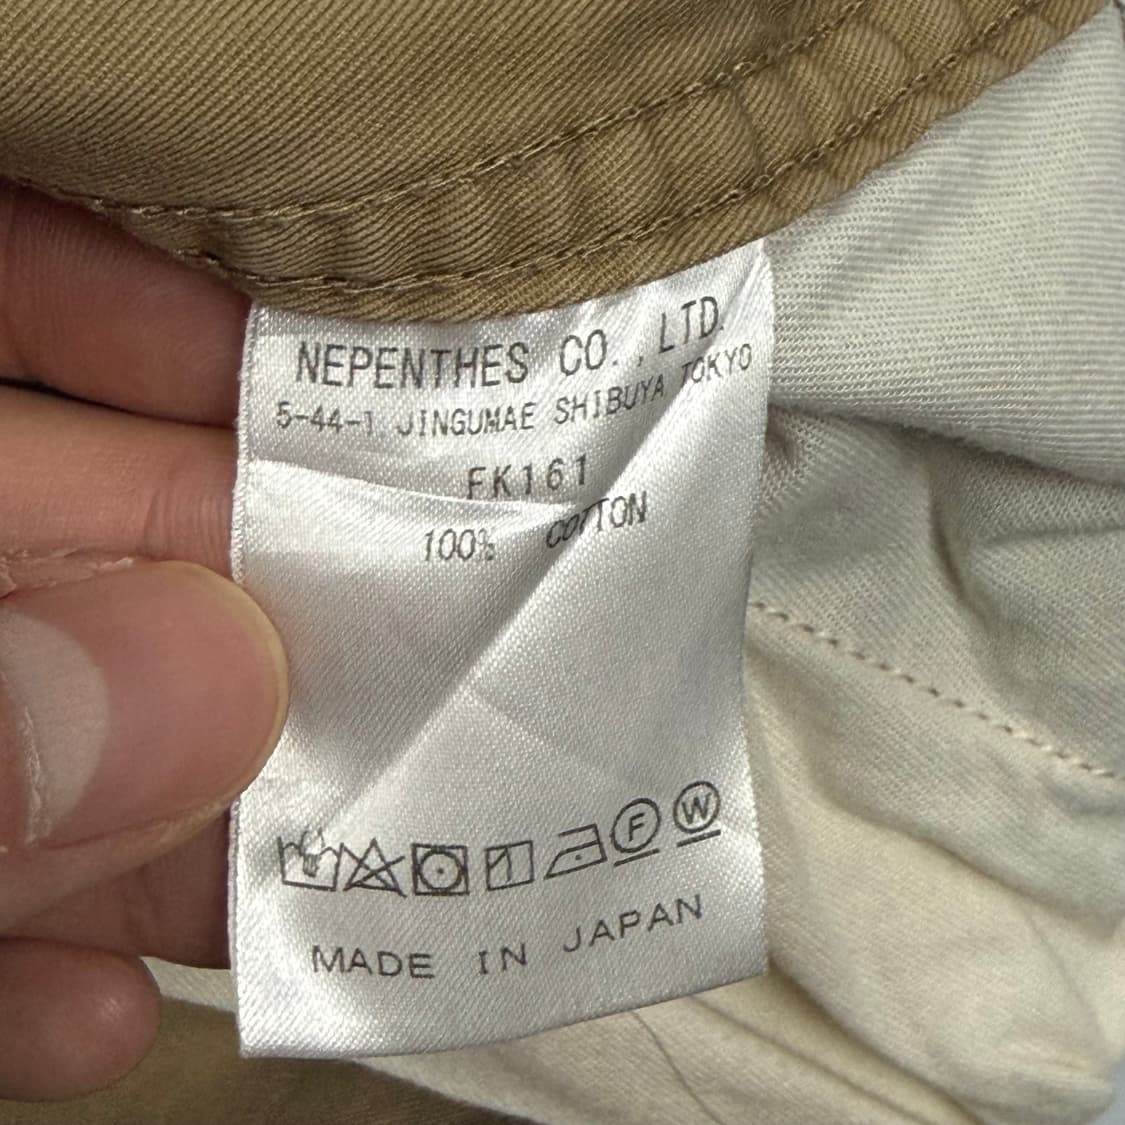 NEPENTHES CO.,LTD.
5-44-1 JINGUMAE SHIBUYA TOKYO
FK161
100% COTTON
F W
MADE IN JAPAN